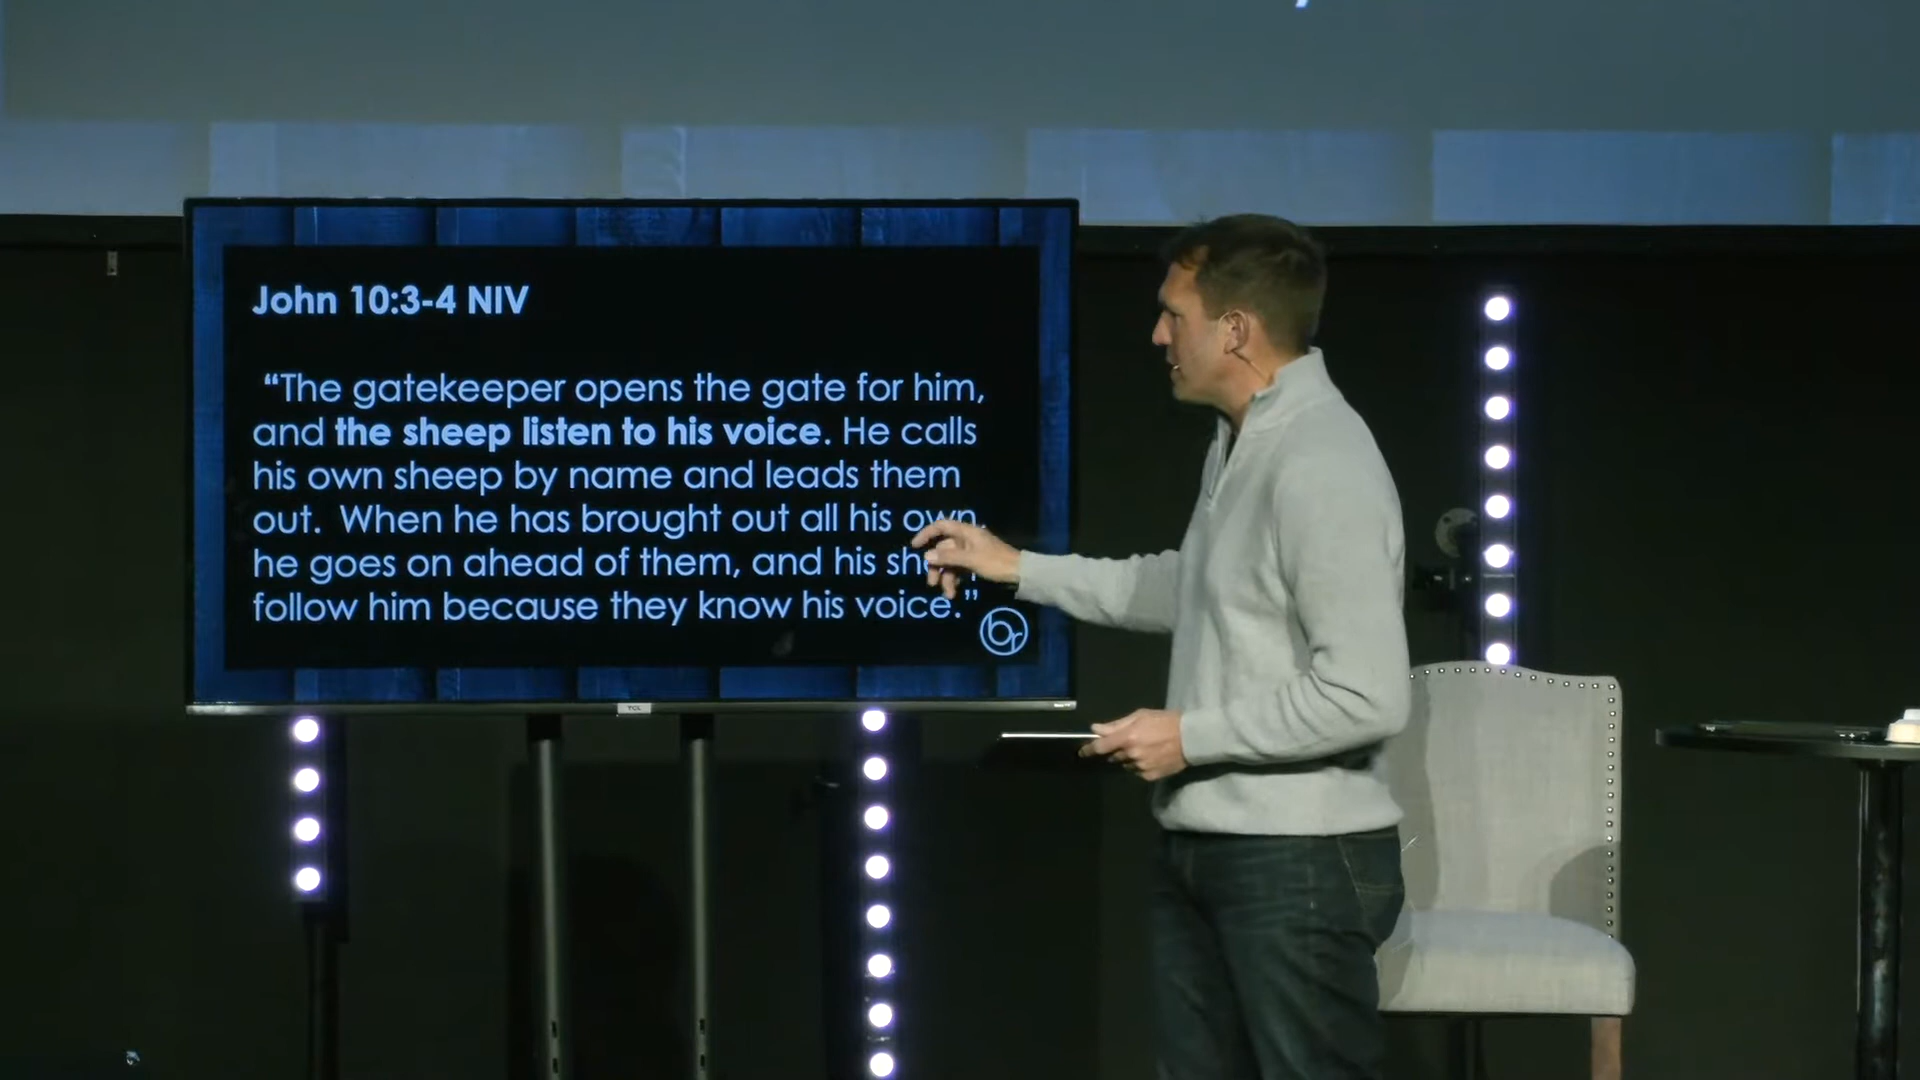 John 10:3-4 NIV
“The gatekeeper opens the gate for him,
and the sheep listen to his voice. He calls
his own sheep by name and leads them
out.  When he has brought out all his own,
he goes on ahead of them, and his
follow him because they know his voice.”
br
TCL